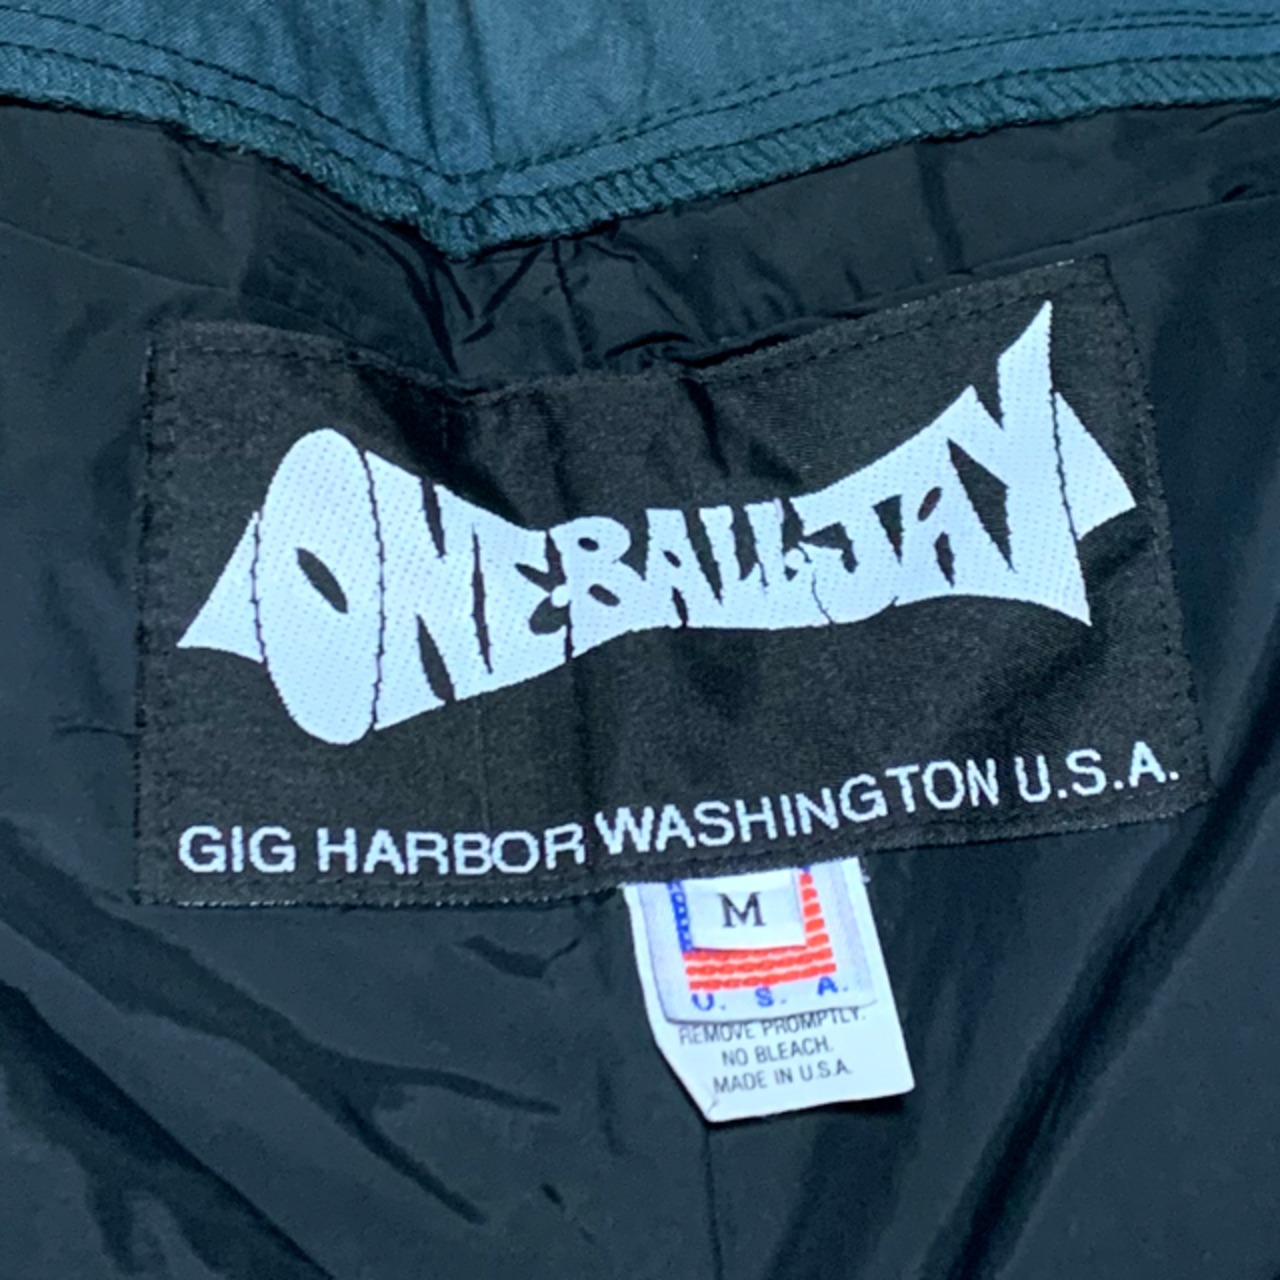 ONE BALL JAY
GIG HARBOR WASHINGTON U.S.A.
M
U. S. A.
REMOVE PROMPTLY.
NO BLEACH.
MADE IN U.S.A.